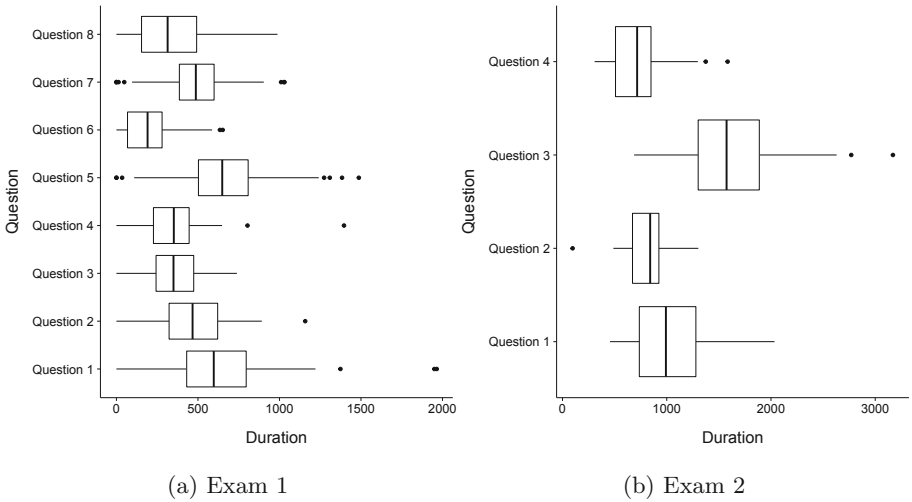 Question 8
Question 7
Question 6
Question 5
Question 4
Question 3
Question 2
Question 1
Question
0 500 1000 1500 2000
Duration
(a) Exam 1
Question 4
Question 3
Question 2
Question 1
Question
0 1000 2000 3000
Duration
(b) Exam 2